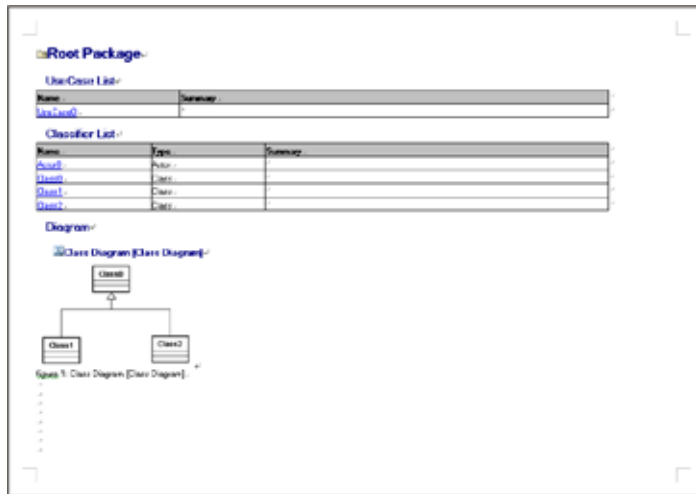 Root Package
UseCase List
Name Summary
UseCase0
Classifier List
Name Type Summary
Actor0 Actor
Class0 Class
Class1 Class
Class2 Class
Diagram
Class Diagram [Class Diagram]
Class0
Class1 Class2
figure 1: Class Diagram [Class Diagram]